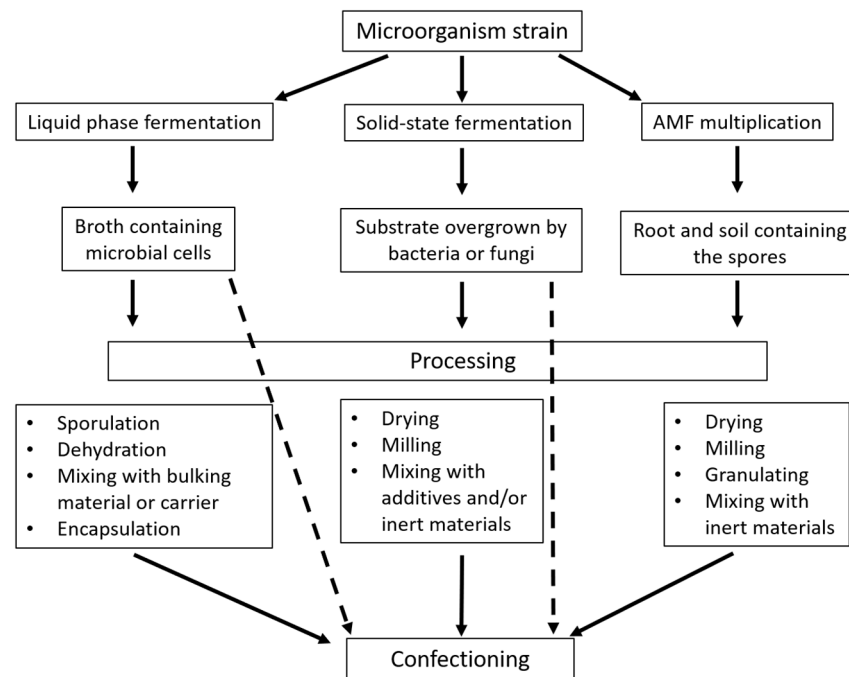 Microorganism strain
Liquid phase fermentation
Solid-state fermentation
AMF multiplication
Broth containing
microbial cells
Substrate overgrown by
bacteria or fungi
Root and soil containing
the spores
Processing
• Sporulation
• Dehydration
• Mixing with bulking
material or carrier
• Encapsulation
• Drying
• Milling
• Mixing with
additives and/or
inert materials
• Drying
• Milling
• Granulating
• Mixing with
inert materials
Confectioning